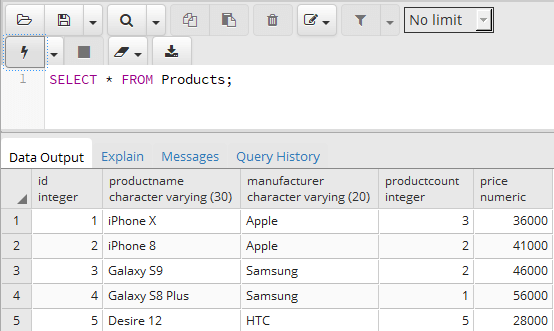 No limit
1 SELECT * FROM Products;
Data Output Explain Messages Query History
id productname manufacturer productcount price
integer character varying (30) character varying (20) integer numeric
1 1 iPhone X Apple 3 36000
2 2 iPhone 8 Apple 2 41000
3 3 Galaxy S9 Samsung 2 46000
4 4 Galaxy S8 Plus Samsung 1 56000
5 5 Desire 12 HTC 5 28000